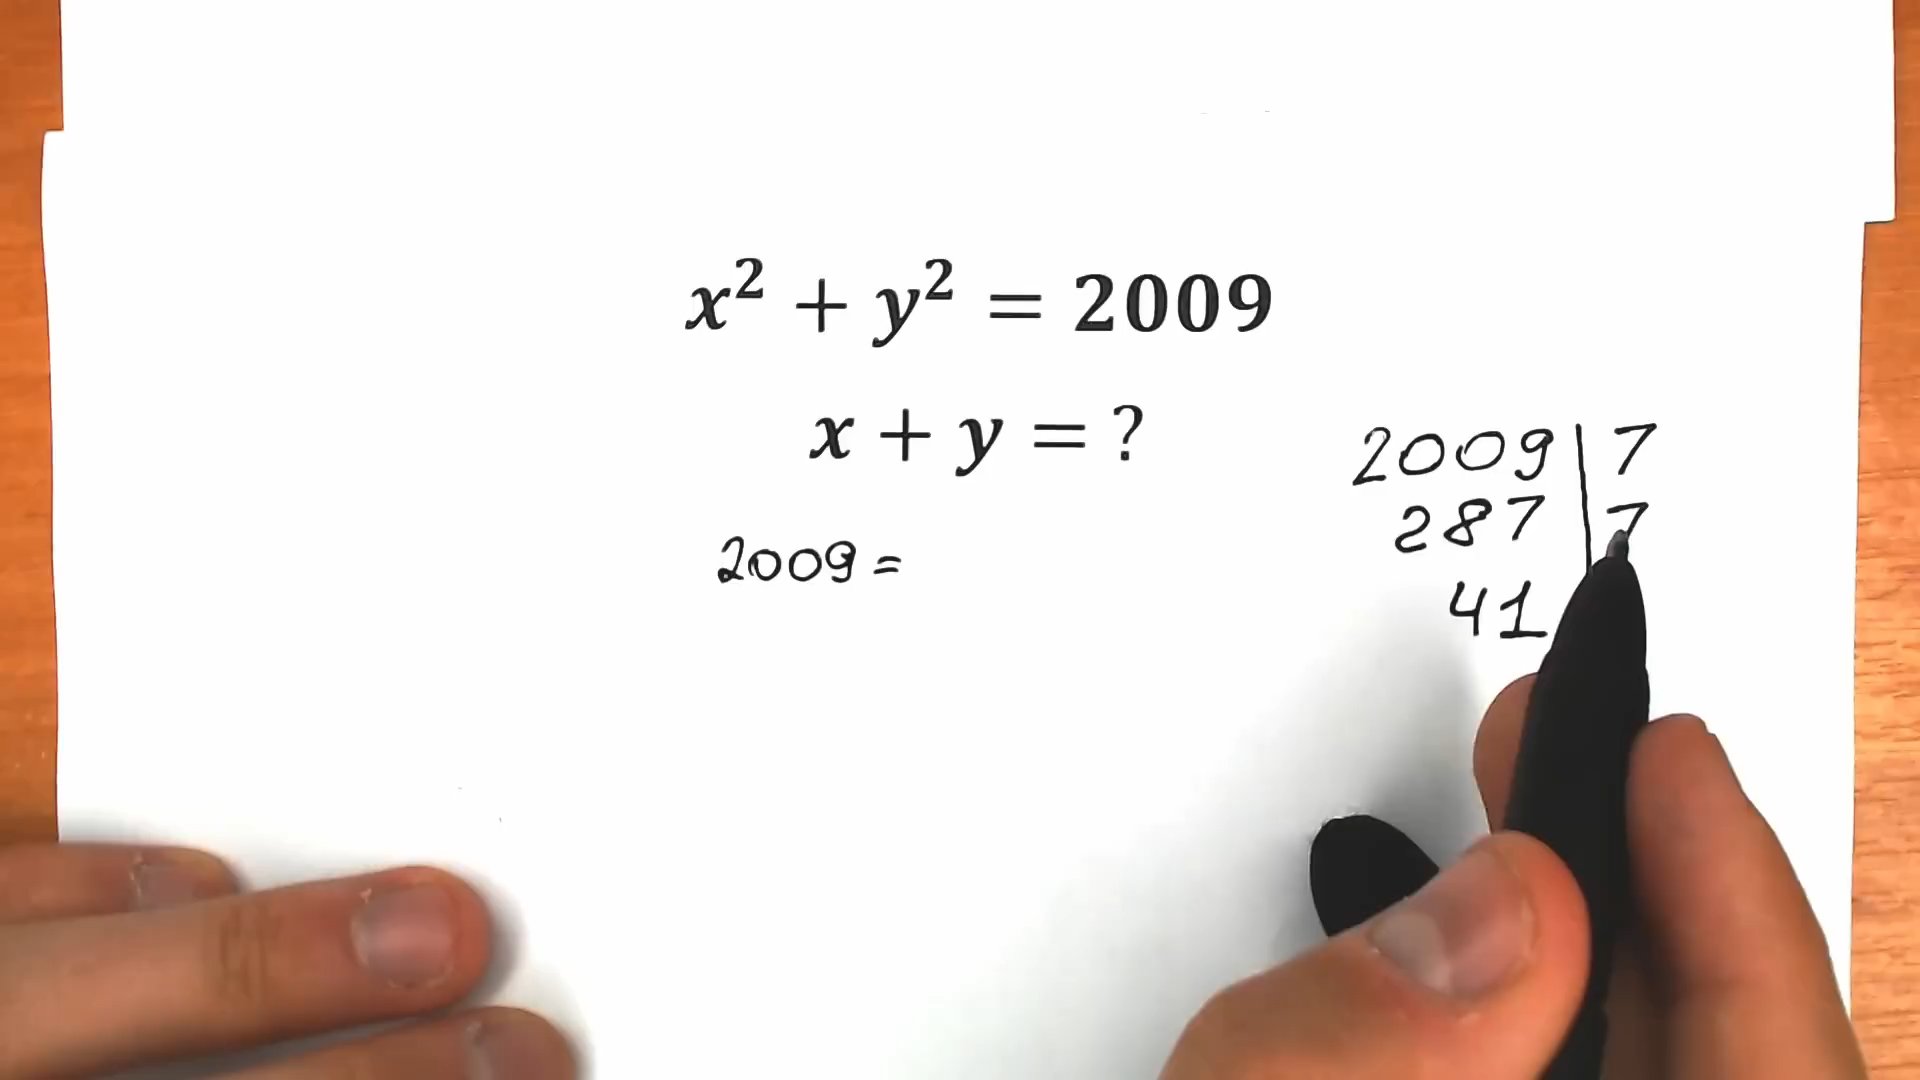 x² + y² = 2009
x + y = ?
2009 =
2009 | 7
287 | 7
41